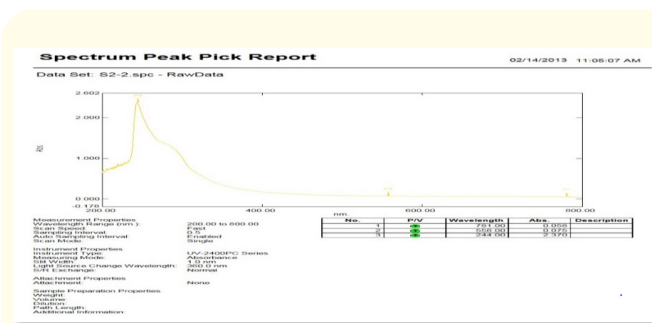 Spectrum Peak Pick Report
02/14/2013 11:05:07 AM
Data Set: S2-2.spc - RawData
Abs.
2.602
2.000
1.000
0.000
-0.178
200.00 400.00 600.00 800.00
nm.
Measurement Properties
Wavelength Range (nm.): 200.00 to 800.00
Scan Speed: Fast
Sampling Interval: 0.5
Auto Sampling Interval: Enabled
Scan Mode: Single
No. P/V Wavelength Abs. Description
1 781.00 0.056
2 558.00 0.075
3 244.00 2.370
Instrument Properties
Instrument Type: UV-2400PC Series
Measuring Mode: Absorbance
Slit Width: 1.0 nm
Light Source Change Wavelength: 360.0 nm
S/R Exchange: Normal
Attachment Properties
Attachment: None
Sample Preparation Properties
Weight:
Volume:
Dilution:
Path Length:
Additional Information: